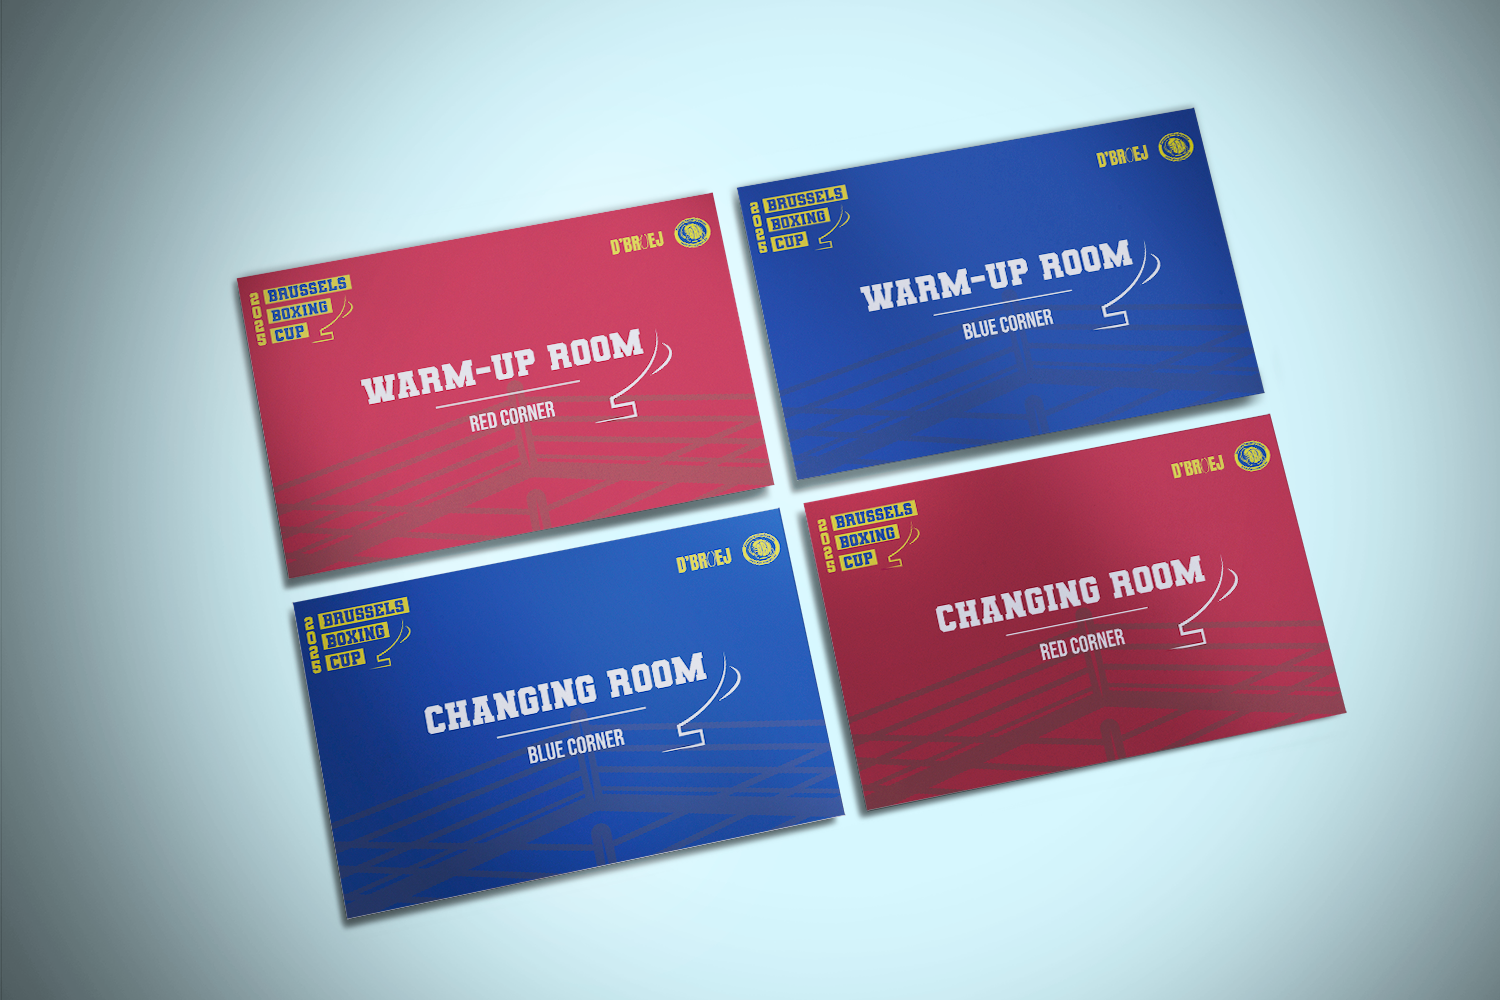 2025
BRUSSELS
BOXING
CUP
D'BROEJ
WARM-UP ROOM
RED CORNER
2025
BRUSSELS
BOXING
CUP
D'BROEJ
WARM-UP ROOM
BLUE CORNER
2025
BRUSSELS
BOXING
CUP
D'BROEJ
CHANGING ROOM
BLUE CORNER
2025
BRUSSELS
BOXING
CUP
D'BROEJ
CHANGING ROOM
RED CORNER